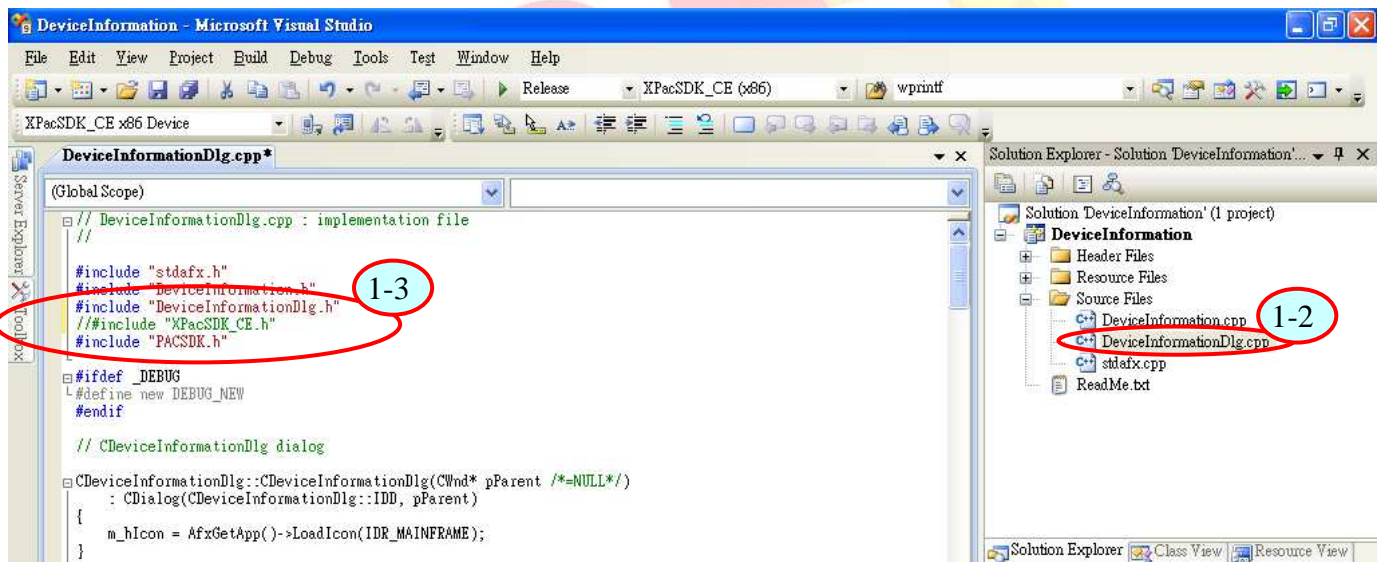 DeviceInformation - Microsoft Visual Studio
File Edit View Project Build Debug Tools Test Window Help
Release XPacSDK_CE (x86) wprintf
XPacSDK_CE x86 Device
Server Explorer
Toolbox
DeviceInformationDlg.cpp*
(Global Scope)
// DeviceInformationDlg.cpp : implementation file
//
#include "stdafx.h"
#include "DeviceInformation.h"
#include "DeviceInformationDlg.h"
//#include "XPacSDK_CE.h"
#include "PACSDK.h"
1-3
#ifdef _DEBUG
#define new DEBUG_NEW
#endif
// CDeviceInformationDlg dialog
CDeviceInformationDlg::CDeviceInformationDlg(CWnd* pParent /*=NULL*/)
: CDialog(CDeviceInformationDlg::IDD, pParent)
{
m_hIcon = AfxGetApp()->LoadIcon(IDR_MAINFRAME);
}
Solution Explorer - Solution 'DeviceInformation'...
Solution 'DeviceInformation' (1 project)
DeviceInformation
Header Files
Resource Files
Source Files
DeviceInformation.cpp
1-2
DeviceInformationDlg.cpp
stdafx.cpp
ReadMe.txt
Solution Explorer Class View Resource View